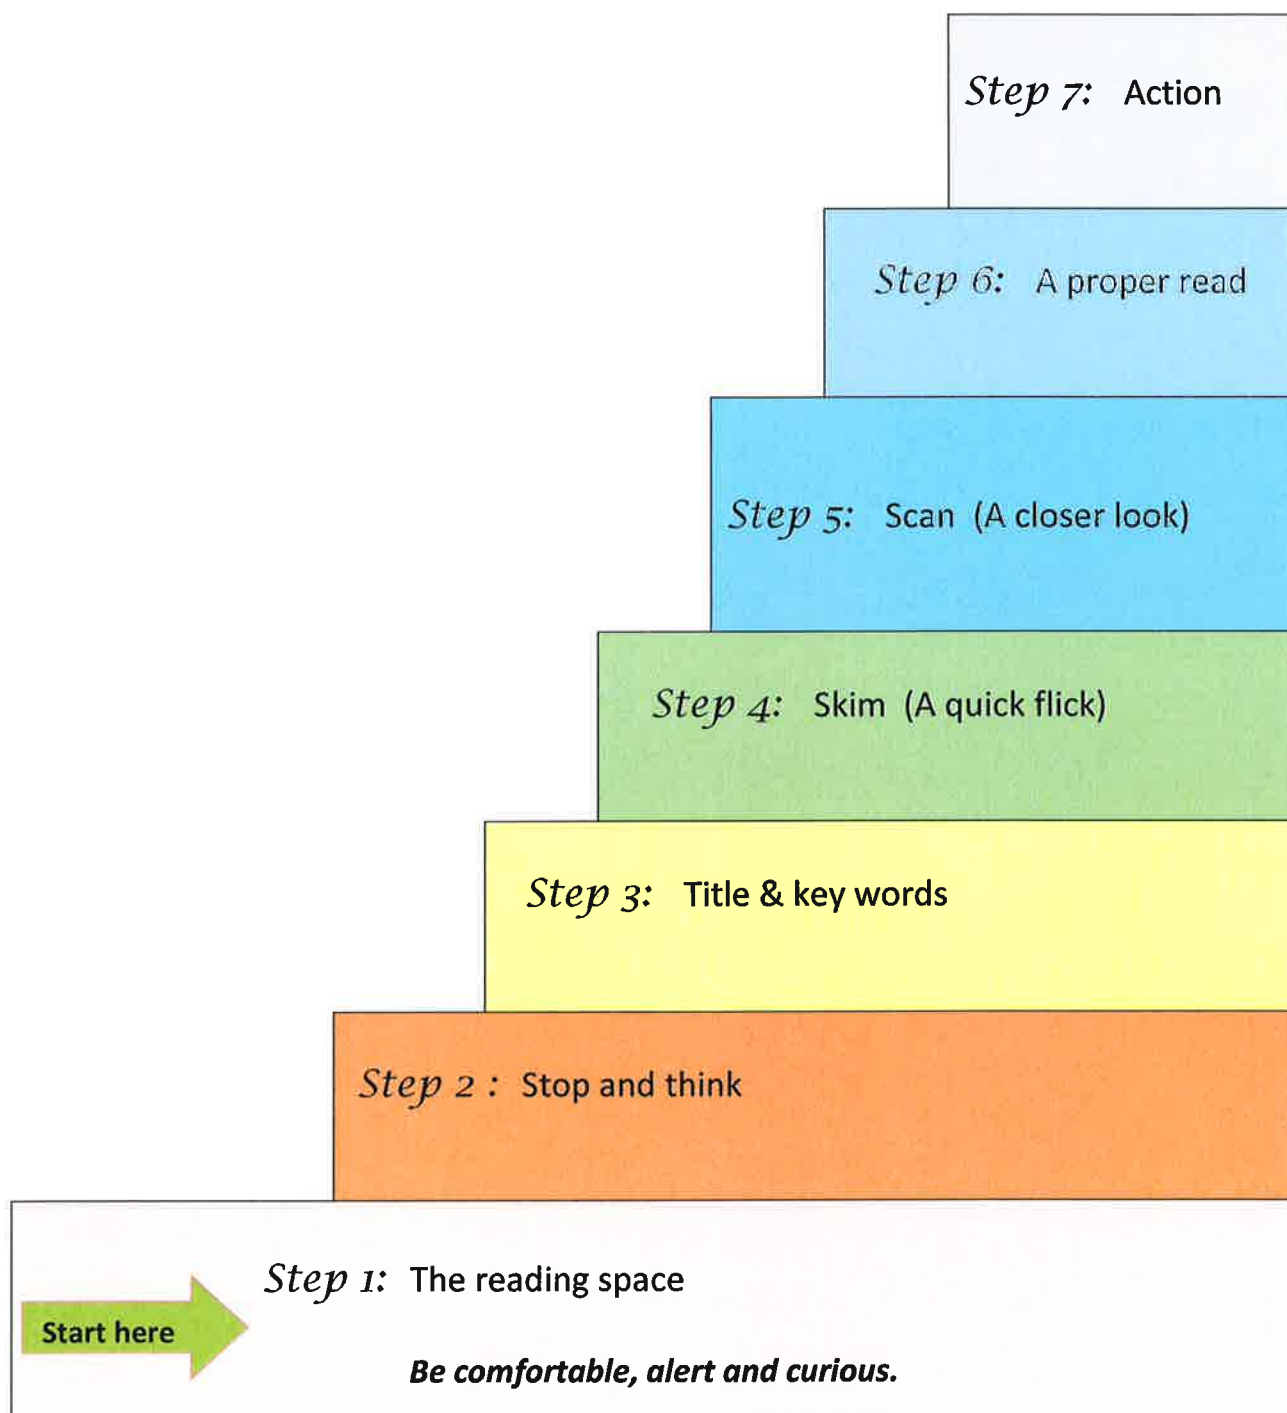 Step 7: Action
Step 6: A proper read
Step 5: Scan (A closer look)
Step 4: Skim (A quick flick)
Step 3: Title & key words
Step 2 : Stop and think
Step 1: The reading space
Start here
Be comfortable, alert and curious.